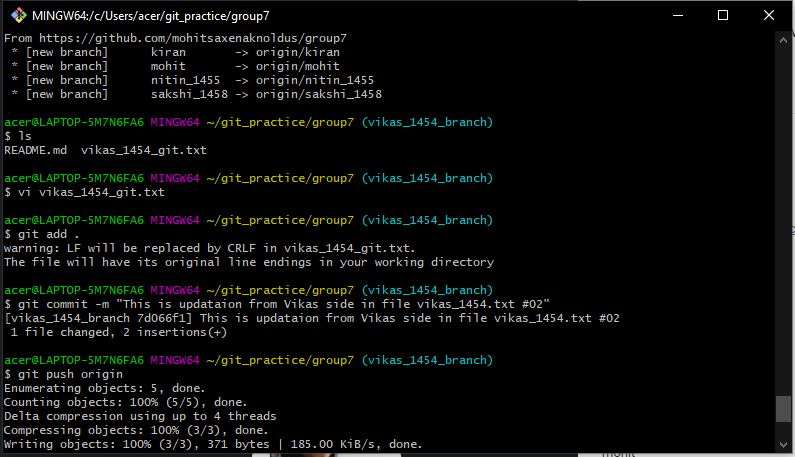 MINGW64:/c/Users/acer/git_practice/group7
From https://github.com/mohitsaxenaknoldus/group7
 * [new branch]      kiran       -> origin/kiran
 * [new branch]      mohit       -> origin/mohit
 * [new branch]      nitin_1455  -> origin/nitin_1455
 * [new branch]      sakshi_1458 -> origin/sakshi_1458
acer@LAPTOP-5M7N6FA6 MINGW64 ~/git_practice/group7 (vikas_1454_branch)
$ ls
README.md  vikas_1454_git.txt
acer@LAPTOP-5M7N6FA6 MINGW64 ~/git_practice/group7 (vikas_1454_branch)
$ vi vikas_1454_git.txt
acer@LAPTOP-5M7N6FA6 MINGW64 ~/git_practice/group7 (vikas_1454_branch)
$ git add .
warning: LF will be replaced by CRLF in vikas_1454_git.txt.
The file will have its original line endings in your working directory
acer@LAPTOP-5M7N6FA6 MINGW64 ~/git_practice/group7 (vikas_1454_branch)
$ git commit -m "This is updataion from Vikas side in file vikas_1454.txt #02"
[vikas_1454_branch 7d066f1] This is updataion from Vikas side in file vikas_1454.txt #02
 1 file changed, 2 insertions(+)
acer@LAPTOP-5M7N6FA6 MINGW64 ~/git_practice/group7 (vikas_1454_branch)
$ git push origin
Enumerating objects: 5, done.
Counting objects: 100% (5/5), done.
Delta compression using up to 4 threads
Compressing objects: 100% (3/3), done.
Writing objects: 100% (3/3), 371 bytes | 185.00 KiB/s, done.